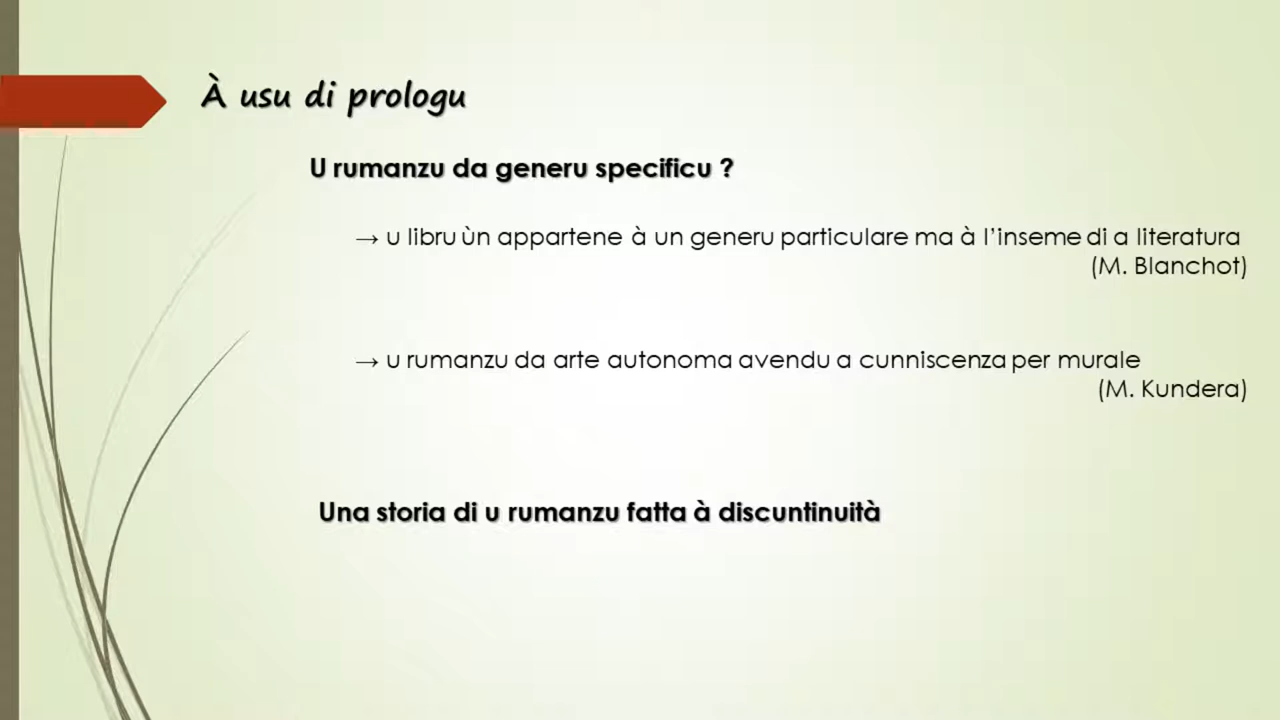 À usu di prologu
U rumanzu da generu specificu ?
→ u libru ùn appartene à un generu particulare ma à l’inseme di a literatura
(M. Blanchot)
→ u rumanzu da arte autonoma avendu a cunniscenza per murale
(M. Kundera)
Una storia di u rumanzu fatta à discuntinuità